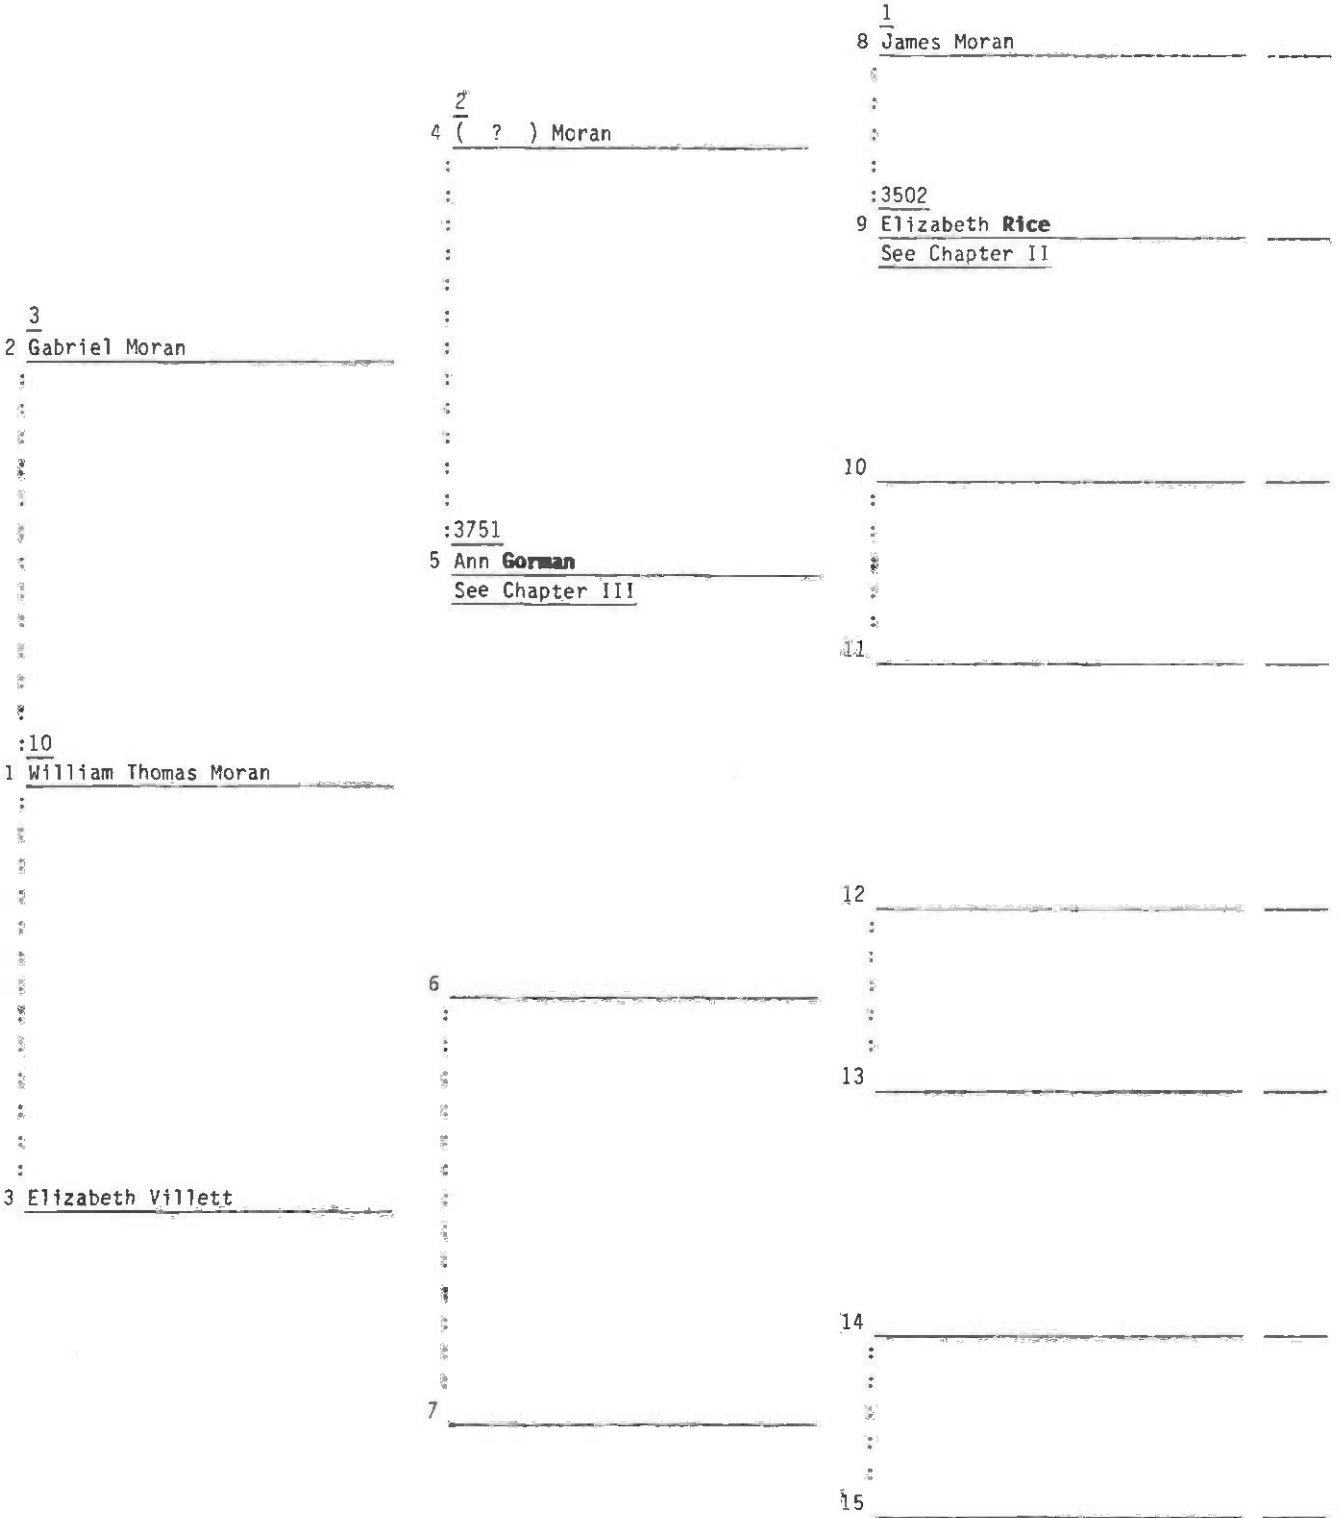 1
8 James Moran
2
4 ( ? ) Moran
:3502
9 Elizabeth Rice
See Chapter II
3
2 Gabriel Moran
10
:3751
5 Ann Gorman
See Chapter III
11
:10
1 William Thomas Moran
12
6
13
3 Elizabeth Villett
14
7
15